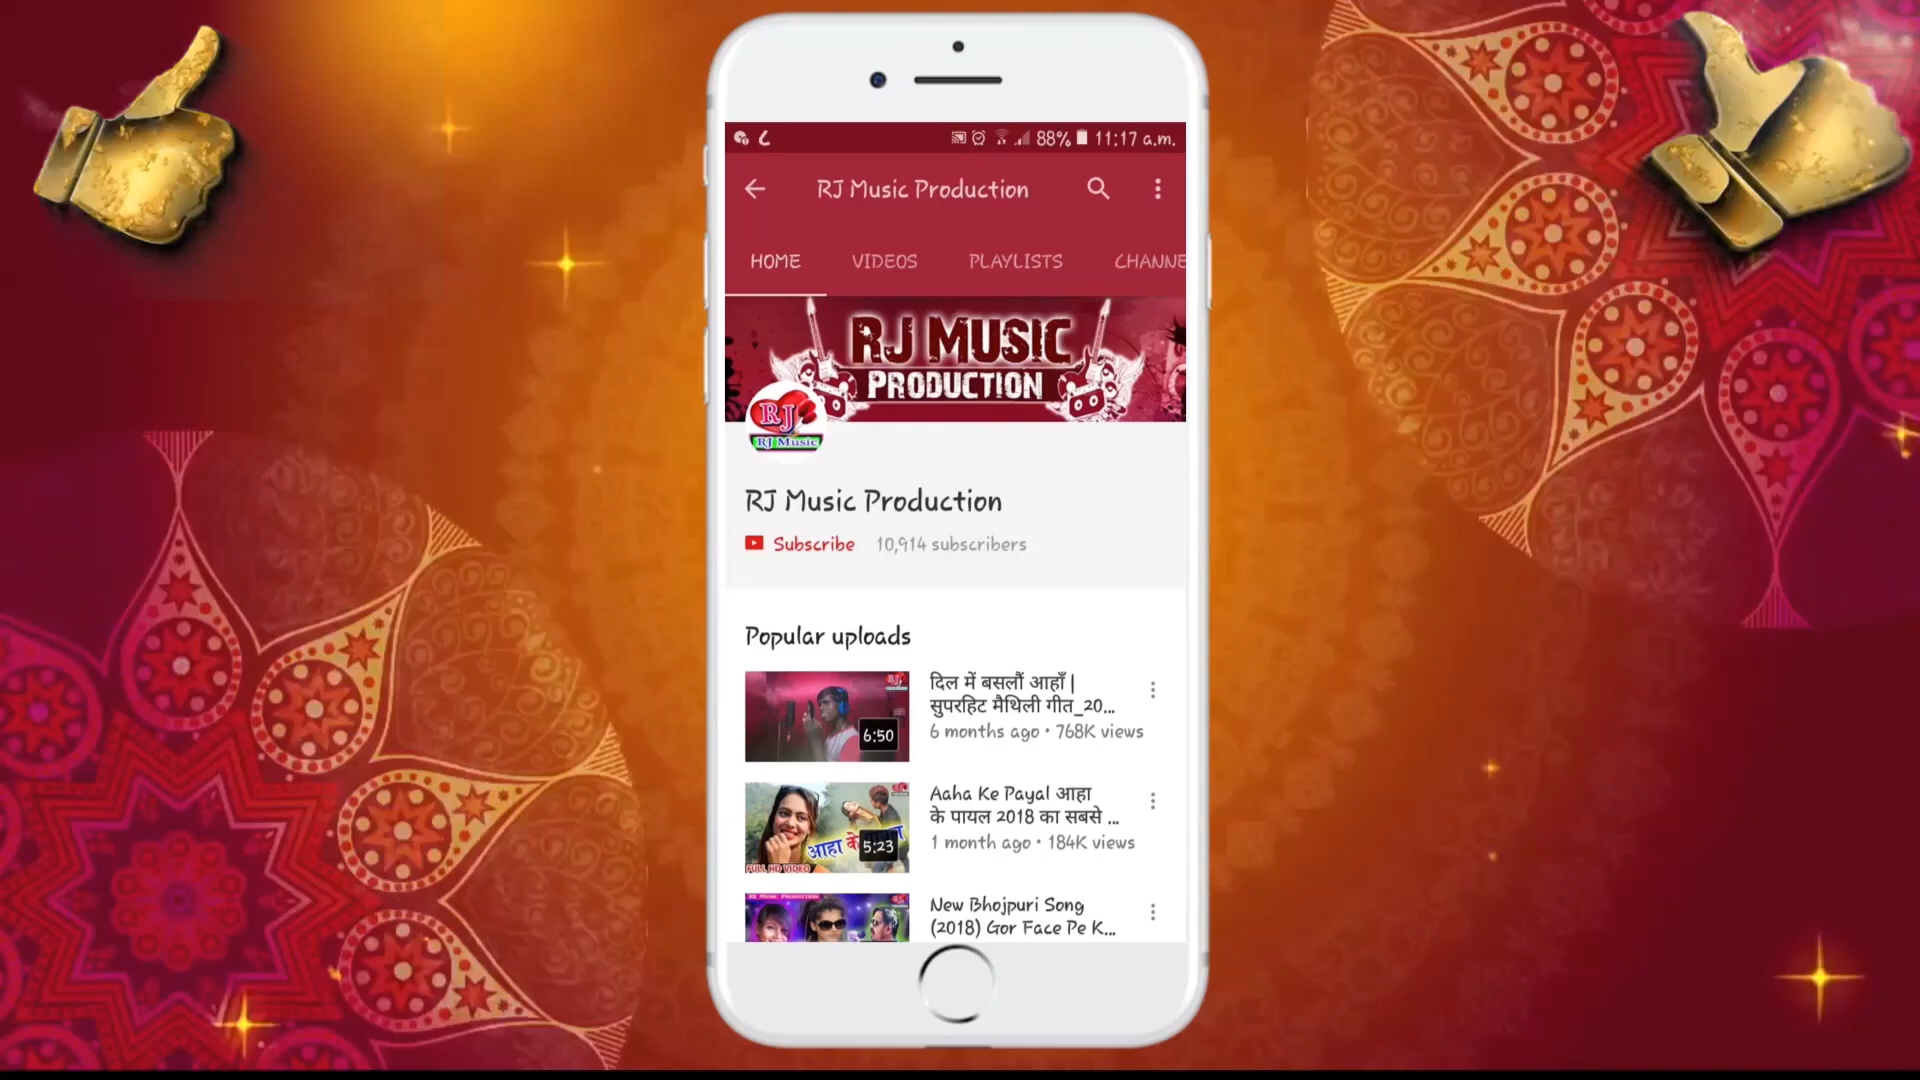 88% 11:17 a.m.
RJ Music Production
HOME VIDEOS PLAYLISTS CHANNE
RJ MUSIC
PRODUCTION
RJ
RJ Music
RJ Music Production
Subscribe 10,914 subscribers
Popular uploads
6:50
दिल में बसलौं आहाँ |
सुपरहिट मैथिली गीत_20...
6 months ago • 768K views
आहा के
5:23
FULL HD VIDEO
Aaha Ke Payal आहा
के पायल 2018 का सबसे ...
1 month ago • 184K views
RJ MUSIC PRODUCTION
New Bhojpuri Song
(2018) Gor Face Pe K...